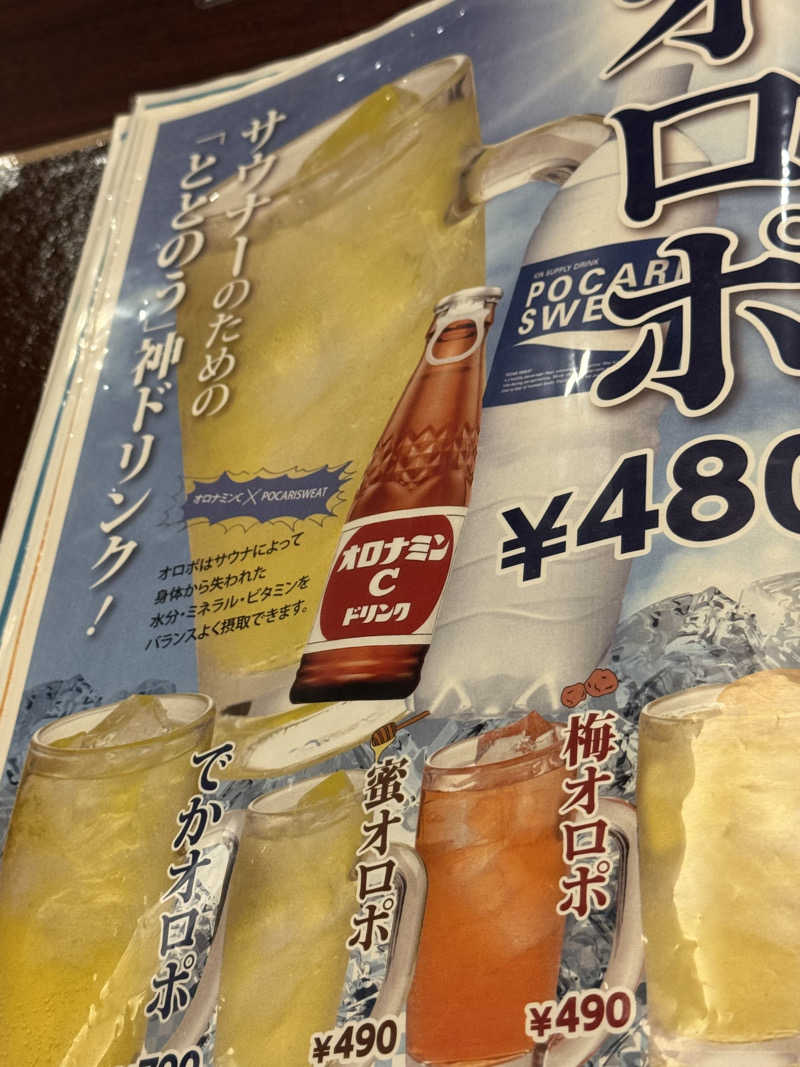 オロポ
¥480
サウナーのための
「ととのう」神ドリンク!
ION SUPPLY DRINK
POCARI
SWE
オロナミンC×POCARISWEAT
オロポはサウナによって
身体から失われた
水分・ミネラル・ビタミンを
バランスよく摂取できます。
オロナミン
C
ドリンク
でかオロポ
蜜オロポ
¥490
梅オロポ
¥490